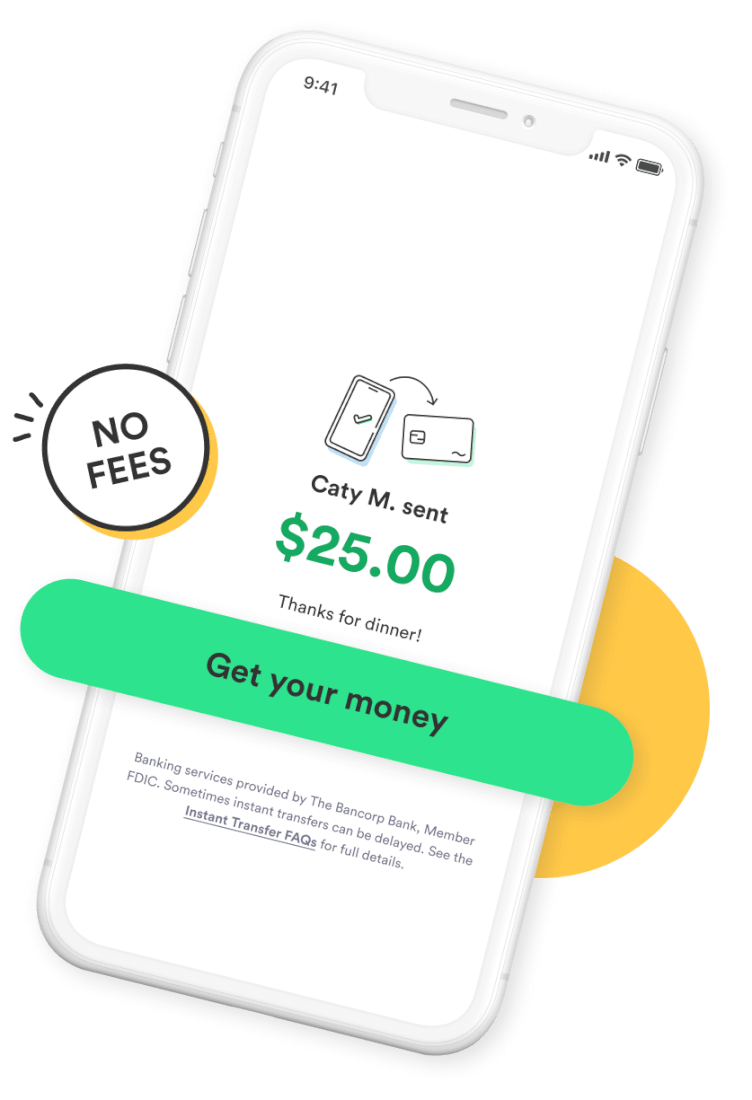 9:41
NO
FEES
Caty M. sent
$25.00
Thanks for dinner!
Get your money
Banking services provided by The Bancorp Bank, Member
FDIC. Sometimes instant transfers can be delayed. See the
Instant Transfer FAQs for full details.